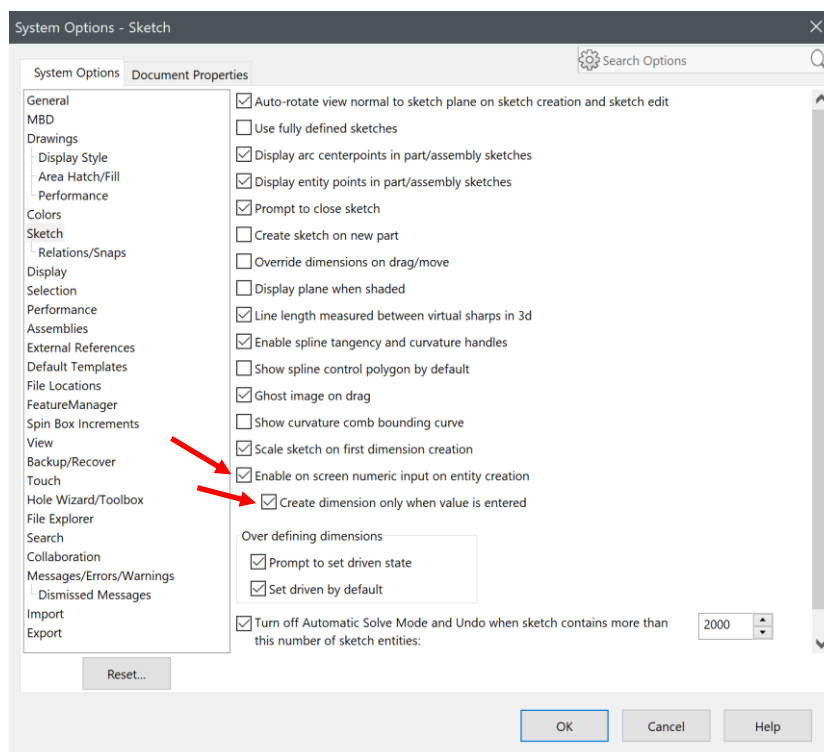 System Options - Sketch
Search Options
System Options
Document Properties
General
MBD
Drawings
Display Style
Area Hatch/Fill
Performance
Colors
Sketch
Relations/Snaps
Display
Selection
Performance
Assemblies
External References
Default Templates
File Locations
FeatureManager
Spin Box Increments
View
Backup/Recover
Touch
Hole Wizard/Toolbox
File Explorer
Search
Collaboration
Messages/Errors/Warnings
Dismissed Messages
Import
Export
Reset...
Auto-rotate view normal to sketch plane on sketch creation and sketch edit
Use fully defined sketches
Display arc centerpoints in part/assembly sketches
Display entity points in part/assembly sketches
Prompt to close sketch
Create sketch on new part
Override dimensions on drag/move
Display plane when shaded
Line length measured between virtual sharps in 3d
Enable spline tangency and curvature handles
Show spline control polygon by default
Ghost image on drag
Show curvature comb bounding curve
Scale sketch on first dimension creation
Enable on screen numeric input on entity creation
Create dimension only when value is entered
Over defining dimensions
Prompt to set driven state
Set driven by default
Turn off Automatic Solve Mode and Undo when sketch contains more than
this number of sketch entities:
2000
OK
Cancel
Help